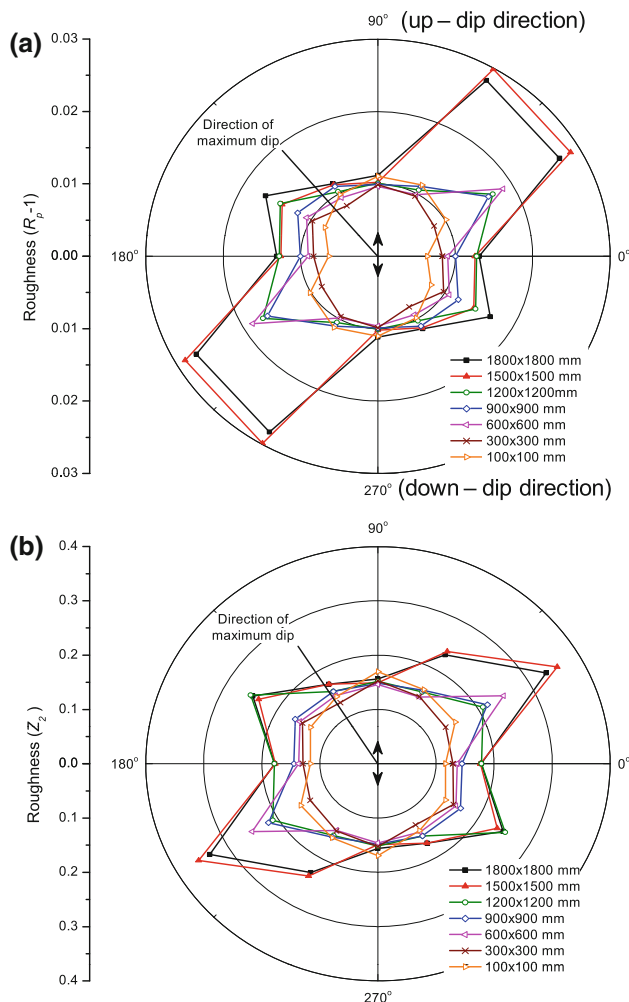 (a)
90°
(up – dip direction)
0.03
0.02
0.01
0.00
0.01
0.02
0.03
Roughness (Rp-1)
Direction of
maximum dip
180°
0°
1800x1800 mm
1500x1500 mm
1200x1200mm
900x900 mm
600x600 mm
300x300 mm
100x100 mm
270°
(down – dip direction)
(b)
90°
0.4
0.3
0.2
0.1
0.0
0.1
0.2
0.3
0.4
Roughness (Z2)
Direction of
maximum dip
180°
0°
1800x1800 mm
1500x1500 mm
1200x1200 mm
900x900 mm
600x600 mm
300x300 mm
100x100 mm
270°